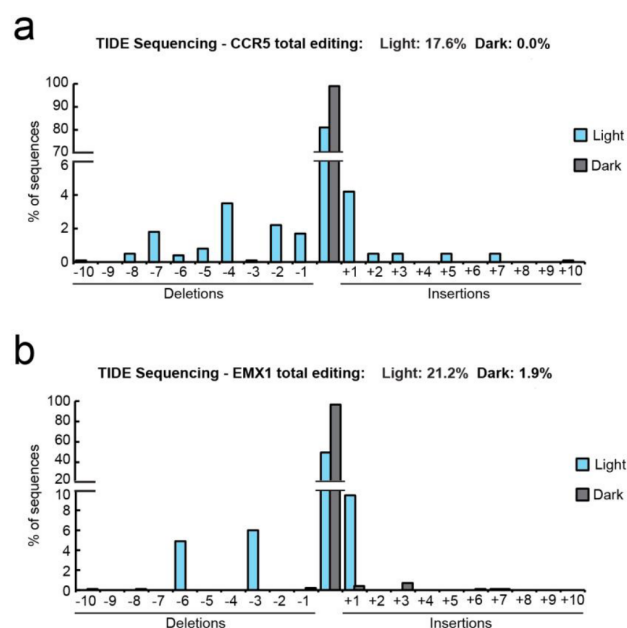 a
TIDE Sequencing - CCR5 total editing: Light: 17.6% Dark: 0.0%
% of sequences
100
90
80
70
6
4
2
0
Light
Dark
-10 -9 -8 -7 -6 -5 -4 -3 -2 -1 +1 +2 +3 +4 +5 +6 +7 +8 +9 +10
Deletions Insertions
b
TIDE Sequencing - EMX1 total editing: Light: 21.2% Dark: 1.9%
% of sequences
100
80
60
40
20
10
8
6
4
2
0
Light
Dark
-10 -9 -8 -7 -6 -5 -4 -3 -2 -1 +1 +2 +3 +4 +5 +6 +7 +8 +9 +10
Deletions Insertions